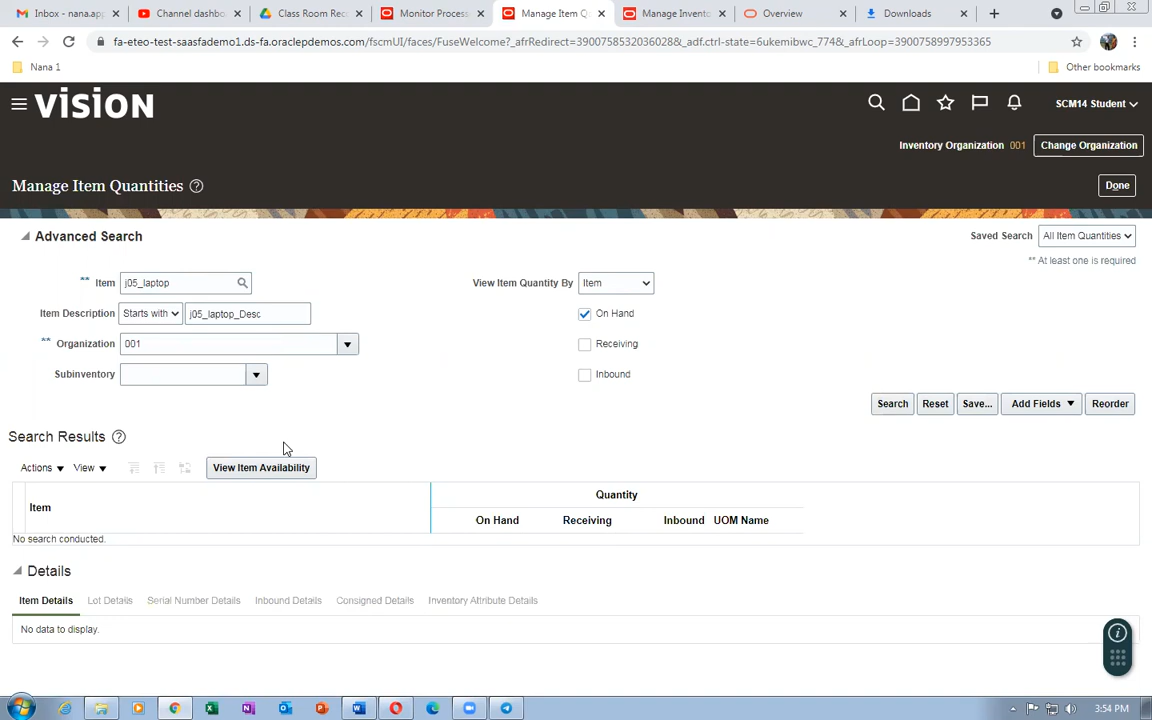 Inbox - nana.app
Channel dashbo
Class Room Rec
Monitor Process
Manage Item Q
Manage Invento
Overview
Downloads
fa-eteo-test-saasfademo1.ds-fa.oraclepdemos.com/fscmUI/faces/FuseWelcome?_afrRedirect=3900758532036028&_adf.ctrl-state=6ukemibwc_774&_afrLoop=3900758997953365
Nana 1
Other bookmarks
VISION
SCM14 Student
Inventory Organization 001 Change Organization
Manage Item Quantities
Done
Advanced Search
Saved Search All Item Quantities
** At least one is required
** Item j05_laptop
View Item Quantity By Item
Item Description Starts with j05_laptop_Desc
On Hand
** Organization 001
Receiving
Subinventory
Inbound
Search Reset Save... Add Fields Reorder
Search Results
Actions View View Item Availability
Quantity
Item
On Hand Receiving Inbound UOM Name
No search conducted.
Details
Item Details Lot Details Serial Number Details Inbound Details Consigned Details Inventory Attribute Details
No data to display.
3:54 PM